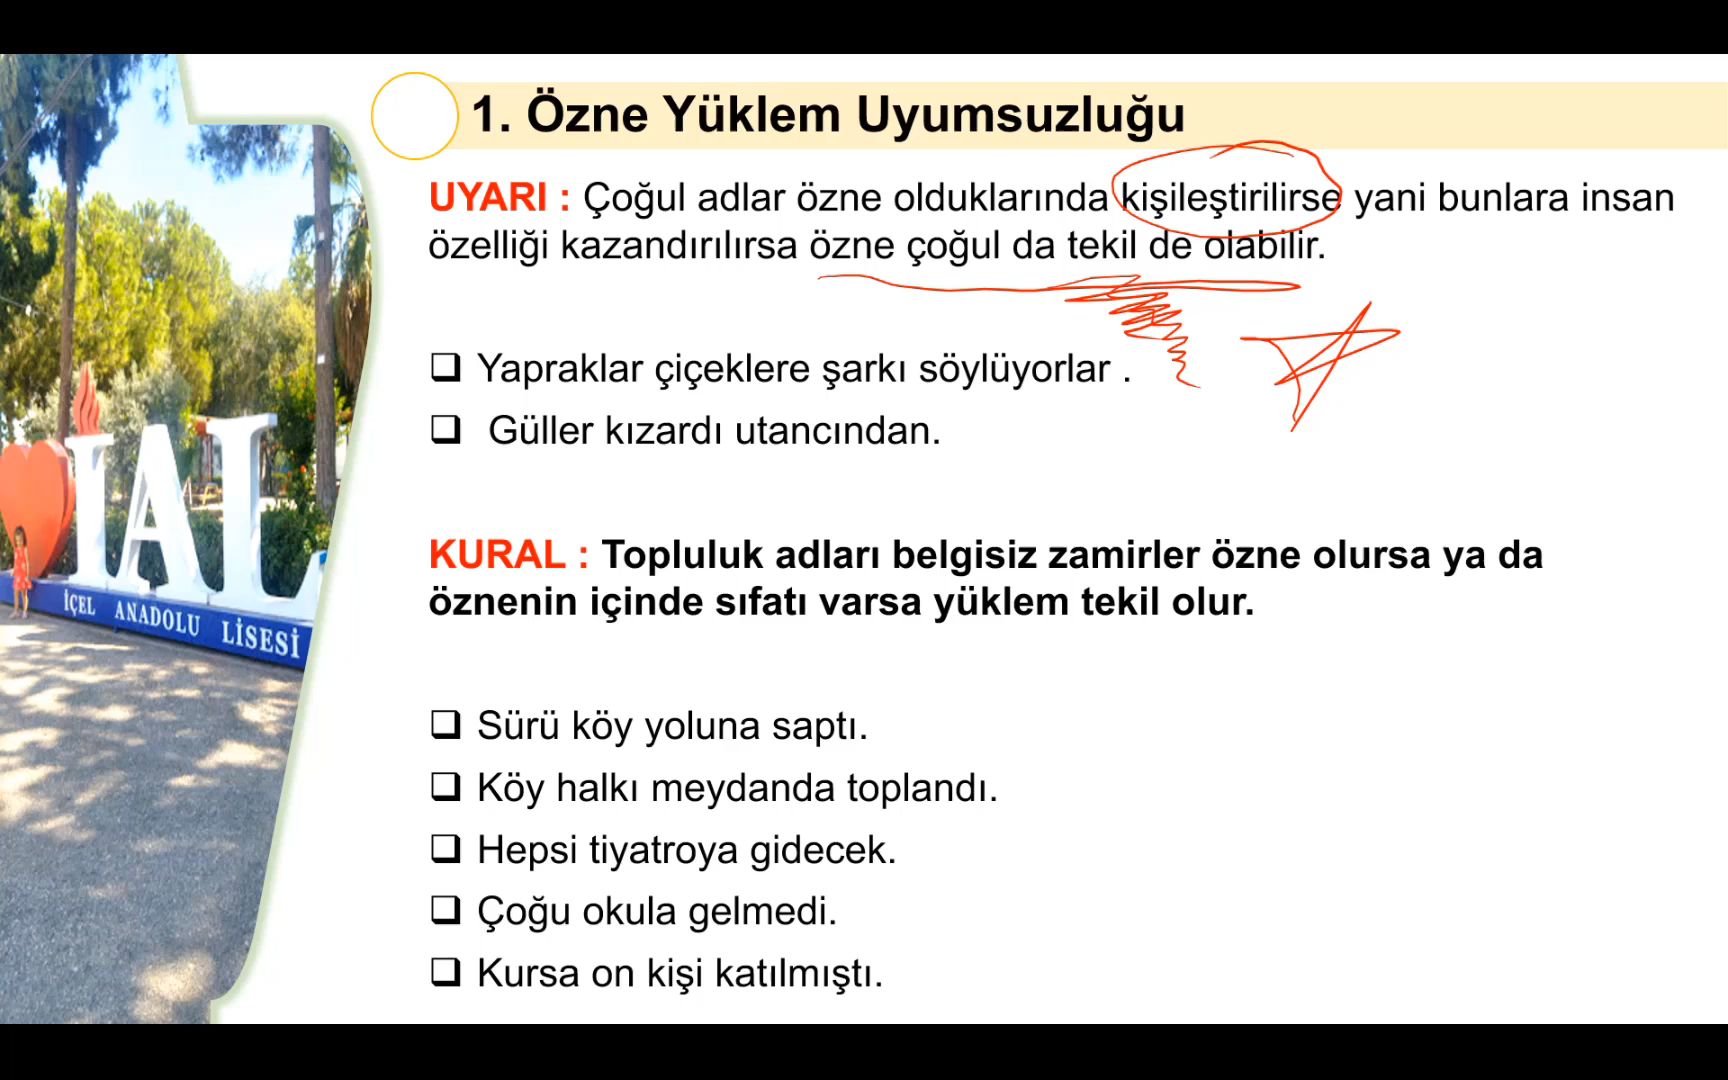 1. Özne Yüklem Uyumsuzluğu
UYARI : Çoğul adlar özne olduklarında kişileştirilirse yani bunlara insan
özelliği kazandırılırsa özne çoğul da tekil de olabilir.
❑ Yapraklar çiçeklere şarkı söylüyorlar .
❑ Güller kızardı utancından.
KURAL : Topluluk adları belgisiz zamirler özne olursa ya da
öznenin içinde sıfatı varsa yüklem tekil olur.
❑ Sürü köy yoluna saptı.
❑ Köy halkı meydanda toplandı.
❑ Hepsi tiyatroya gidecek.
❑ Çoğu okula gelmedi.
❑ Kursa on kişi katılmıştı.
İAL
İÇEL ANADOLU LİSESİ